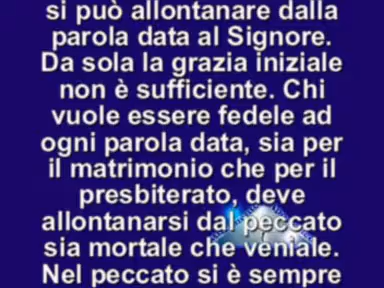 si può allontanare dalla
parola data al Signore.
Da sola la grazia iniziale
non è sufficiente. Chi
vuole essere fedele ad
ogni parola data, sia per
il matrimonio che per il
presbiterato, deve
allontanarsi dal peccato
sia mortale che veniale.
Nel peccato si è sempre